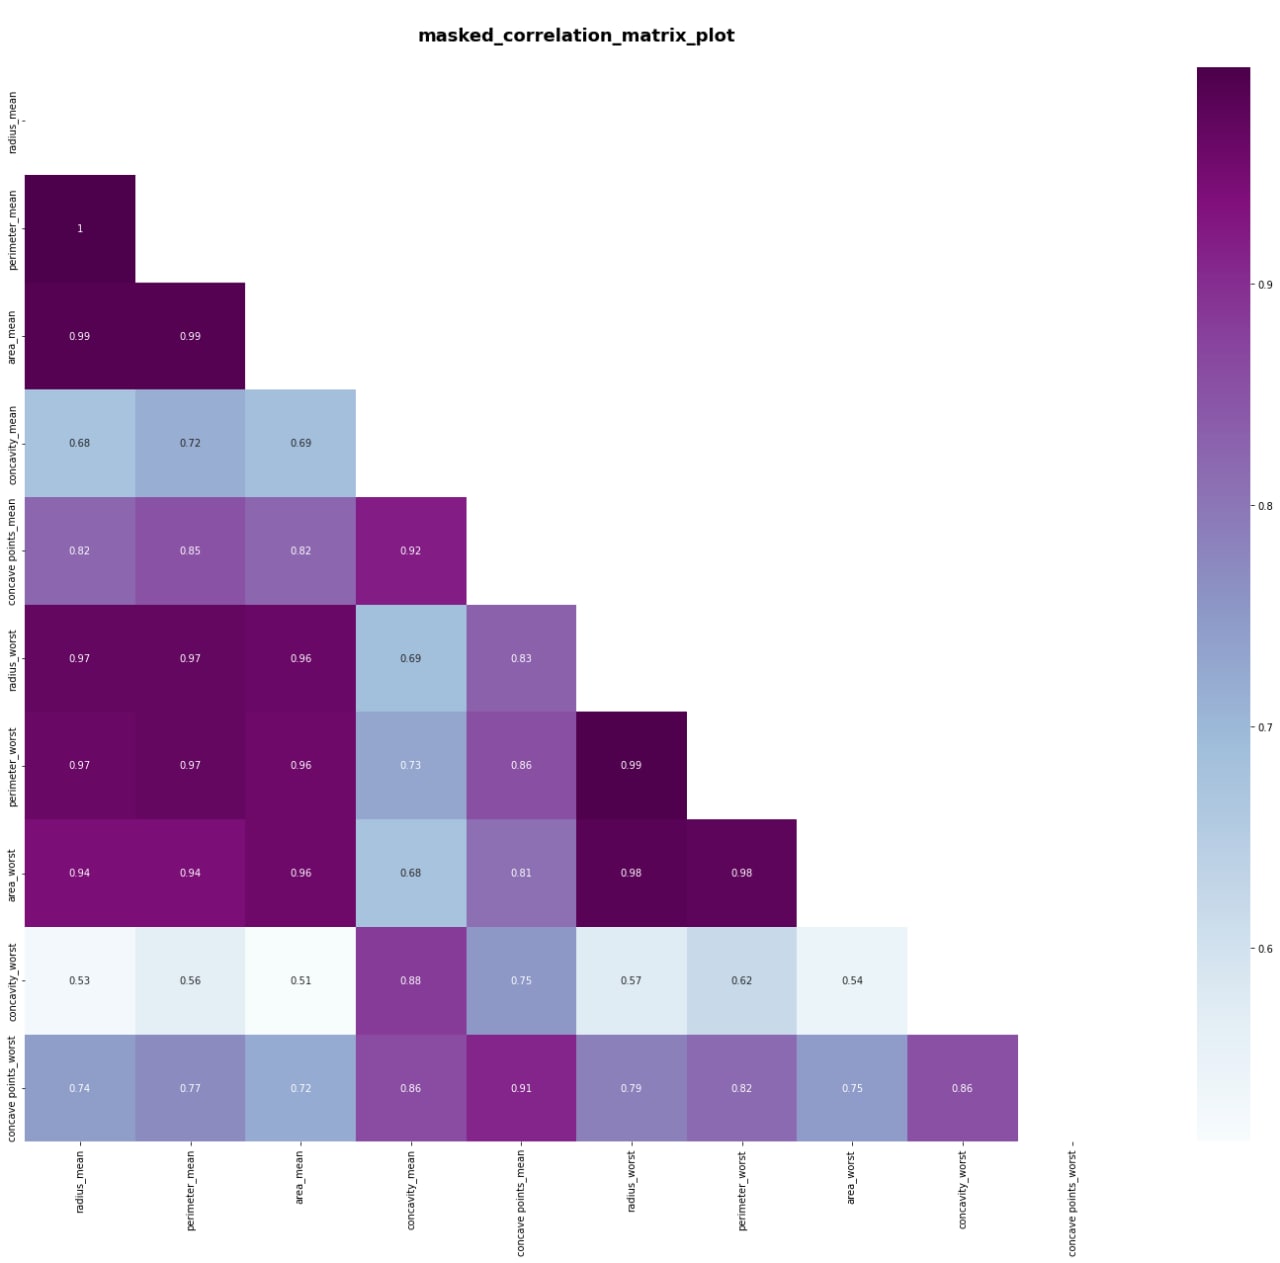 masked_correlation_matrix_plot
radius_mean
perimeter_mean
1
area_mean
0.99 0.99
concavity_mean
0.68 0.72 0.69
concave points_mean
0.82 0.85 0.82 0.92
radius_worst
0.97 0.97 0.96 0.69 0.83
perimeter_worst
0.97 0.97 0.96 0.73 0.86 0.99
area_worst
0.94 0.94 0.96 0.68 0.81 0.98 0.98
concavity_worst
0.53 0.56 0.51 0.88 0.75 0.57 0.62 0.54
concave points_worst
0.74 0.77 0.72 0.86 0.91 0.79 0.82 0.75 0.86
radius_mean
perimeter_mean
area_mean
concavity_mean
concave points_mean
radius_worst
perimeter_worst
area_worst
concavity_worst
concave points_worst
0.9
0.8
0.7
0.6